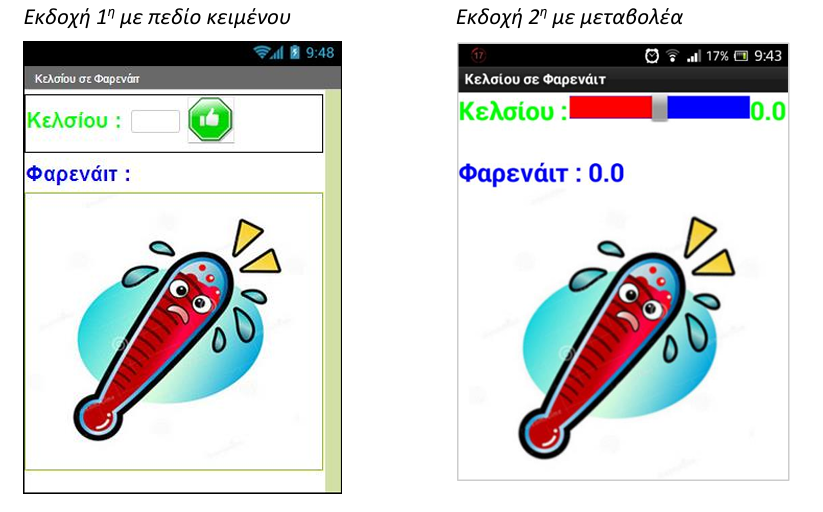 Εκδοχή 1η με πεδίο κειμένου
9:48
Κελσίου σε Φαρενάιτ
Κελσίου :
Φαρενάιτ :
Εκδοχή 2η με μεταβολέα
17 17% 9:43
Κελσίου σε Φαρενάιτ
Κελσίου : 0.0
Φαρενάιτ : 0.0